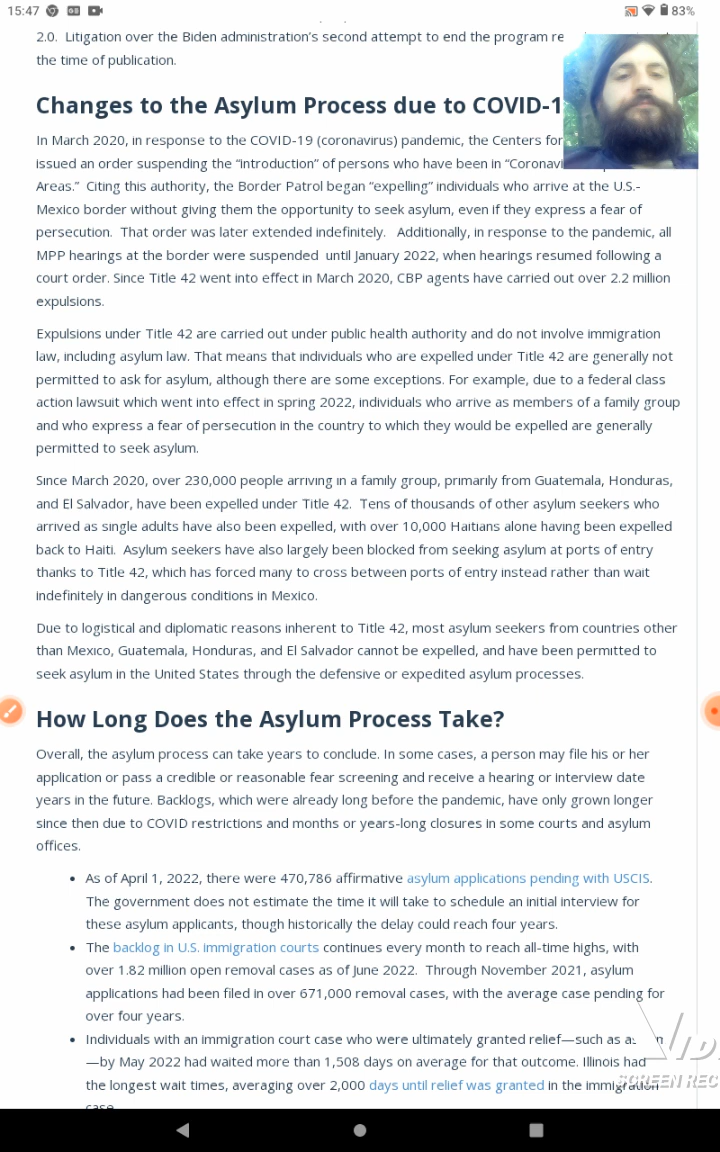 15:47
83%
2.0.  Litigation over the Biden administration's second attempt to end the program
the time of publication.
Changes to the Asylum Process due to
In March 2020, in response to the COVID-19 (coronavirus) pandemic, the Centers for
issued an order suspending the "introduction" of persons who have been in
Areas."  Citing this authority, the Border Patrol began "expelling" individuals who arrive at the U.S.-
Mexico border without giving them the opportunity to seek asylum, even if they express a fear of
persecution.  That order was later extended indefinitely.   Additionally, in response to the pandemic, all
MPP hearings at the border were suspended  until January 2022, when hearings resumed following a
court order. Since Title 42 went into effect in March 2020, CBP agents have carried out over 2.2 million
expulsions.
Expulsions under Title 42 are carried out under public health authority and do not involve immigration
law, including asylum law. That means that individuals who are expelled under Title 42 are generally not
permitted to ask for asylum, although there are some exceptions. For example, due to a federal class
action lawsuit which went into effect in spring 2022, individuals who arrive as members of a family group
and who express a fear of persecution in the country to which they would be expelled are generally
permitted to seek asylum.
Since March 2020, over 230,000 people arriving in a family group, primarily from Guatemala, Honduras,
and El Salvador, have been expelled under Title 42.  Tens of thousands of other asylum seekers who
arrived as single adults have also been expelled, with over 10,000 Haitians alone having been expelled
back to Haiti.  Asylum seekers have also largely been blocked from seeking asylum at ports of entry
thanks to Title 42, which has forced many to cross between ports of entry instead rather than wait
indefinitely in dangerous conditions in Mexico.
Due to logistical and diplomatic reasons inherent to Title 42, most asylum seekers from countries other
than Mexico, Guatemala, Honduras, and El Salvador cannot be expelled, and have been permitted to
seek asylum in the United States through the defensive or expedited asylum processes.
How Long Does the Asylum Process Take?
Overall, the asylum process can take years to conclude. In some cases, a person may file his or her
application or pass a credible or reasonable fear screening and receive a hearing or interview date
years in the future. Backlogs, which were already long before the pandemic, have only grown longer
since then due to COVID restrictions and months or years-long closures in some courts and asylum
offices.
• As of April 1, 2022, there were 470,786 affirmative asylum applications pending with USCIS.
The government does not estimate the time it will take to schedule an initial interview for
these asylum applicants, though historically the delay could reach four years.
• The backlog in U.S. immigration courts continues every month to reach all-time highs, with
over 1.82 million open removal cases as of June 2022.  Through November 2021, asylum
applications had been filed in over 671,000 removal cases, with the average case pending for
over four years.
• Individuals with an immigration court case who were ultimately granted relief—such as
—by May 2022 had waited more than 1,508 days on average for that outcome. Illinois had
the longest wait times, averaging over 2,000 days until relief was granted in the immigration
case.
SCREEN REC